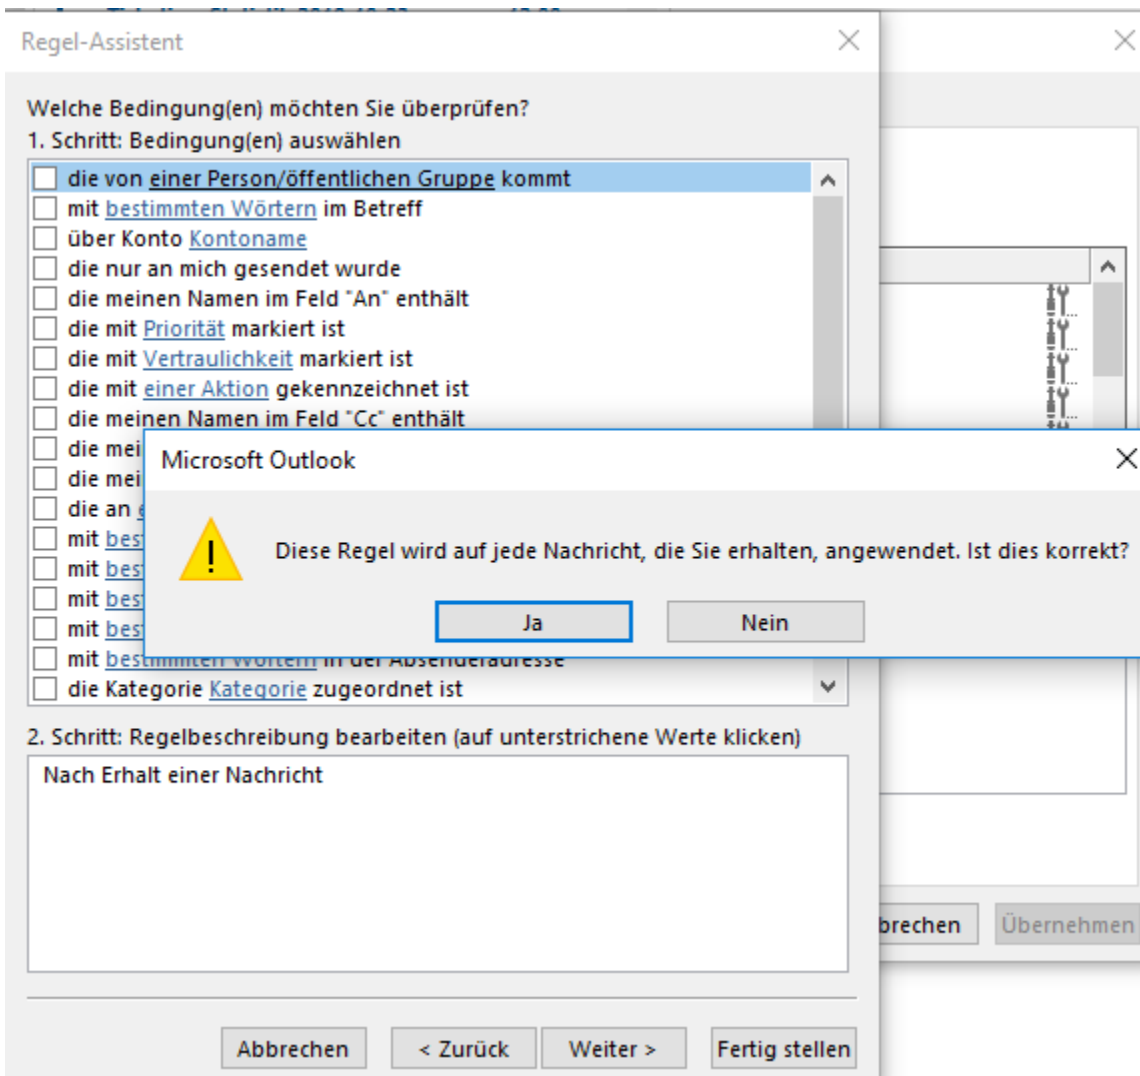 Regel-Assistent
Welche Bedingung(en) möchten Sie überprüfen?
1. Schritt: Bedingung(en) auswählen
die von einer Person/öffentlichen Gruppe kommt
mit bestimmten Wörtern im Betreff
über Konto Kontoname
die nur an mich gesendet wurde
die meinen Namen im Feld "An" enthält
die mit Priorität markiert ist
die mit Vertraulichkeit markiert ist
die mit einer Aktion gekennzeichnet ist
die meinen Namen im Feld "Cc" enthält
die mei
die mei
die an
mit bes
mit bes
mit bes
mit bes
Microsoft Outlook
Diese Regel wird auf jede Nachricht, die Sie erhalten, angewendet. Ist dies korrekt?
Ja
Nein
mit bestimmten Wörtern in der Absenderadresse
die Kategorie Kategorie zugeordnet ist
2. Schritt: Regelbeschreibung bearbeiten (auf unterstrichene Werte klicken)
Nach Erhalt einer Nachricht
brechen
Übernehmen
Abbrechen
< Zurück
Weiter >
Fertig stellen